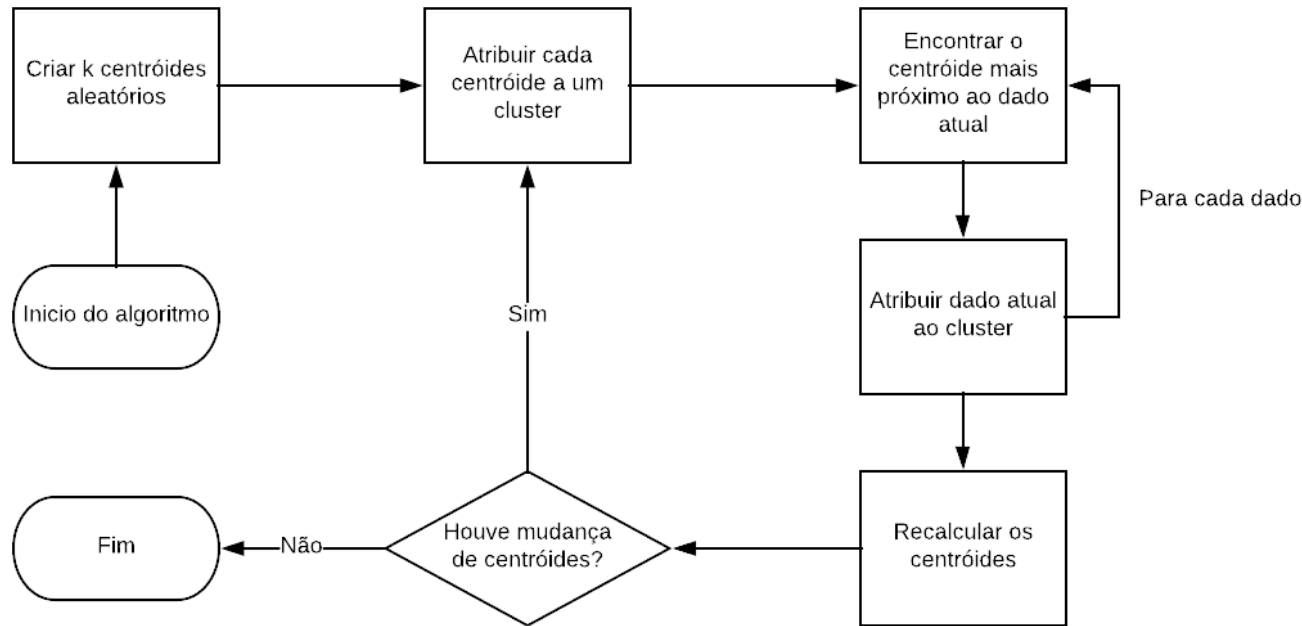 Criar k centróides
aleatórios
Atribuir cada
centróide a um
cluster
Encontrar o
centróide mais
próximo ao dado
atual
Para cada dado
Inicio do algoritmo
Sim
Atribuir dado atual
ao cluster
Fim
Não
Houve mudança
de centróides?
Recalcular os
centróides